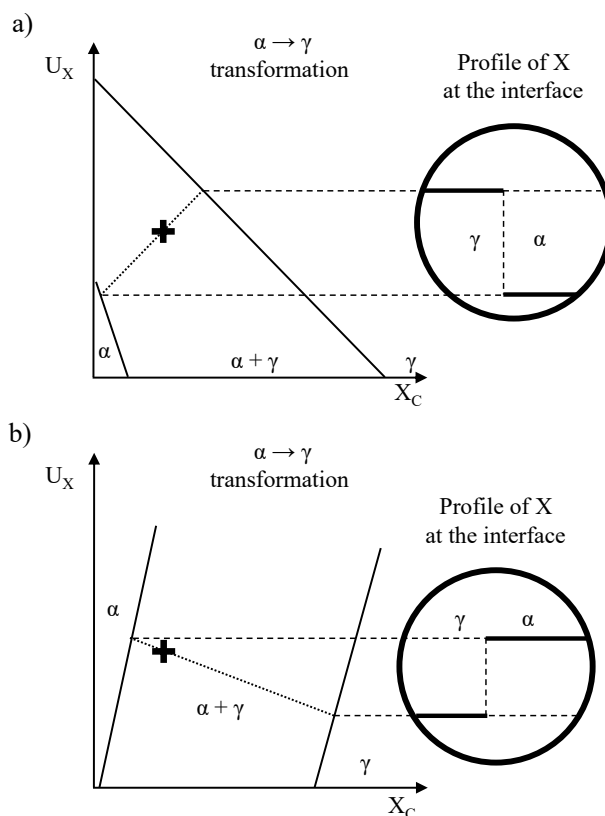 a)
α → γ
transformation
U_X
Profile of X
at the interface
γ
α
α
α + γ
γ
X_C
b)
α → γ
transformation
U_X
Profile of X
at the interface
α
γ
α
α + γ
γ
X_C